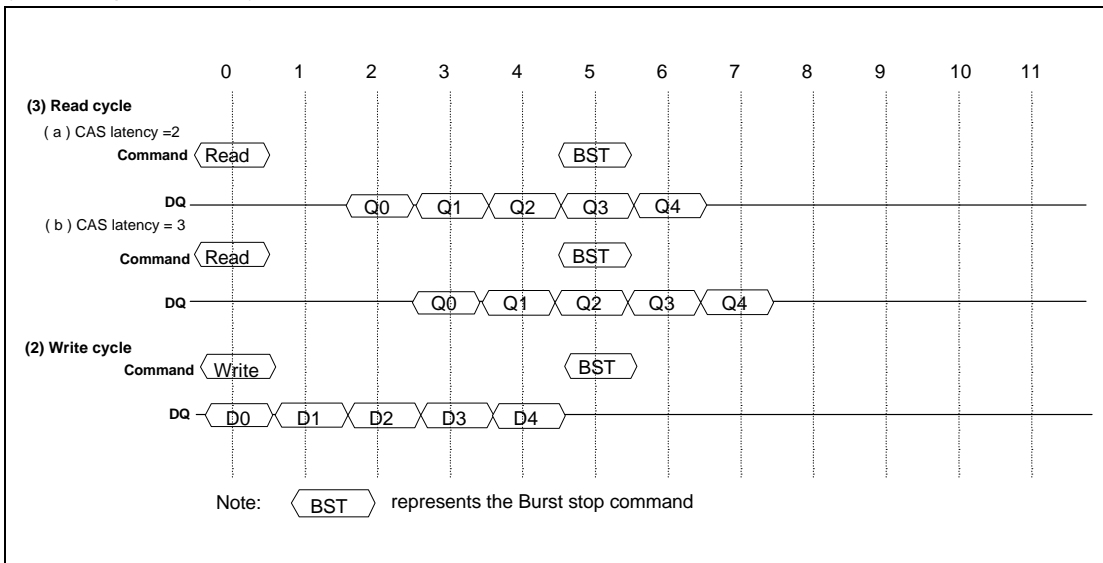 0 1 2 3 4 5 6 7 8 9 10 11
(3) Read cycle
( a ) CAS latency =2
Command Read BST
DQ Q0 Q1 Q2 Q3 Q4
( b ) CAS latency = 3
Command Read BST
DQ Q0 Q1 Q2 Q3 Q4
(2) Write cycle
Command Write BST
DQ D0 D1 D2 D3 D4
Note: BST represents the Burst stop command